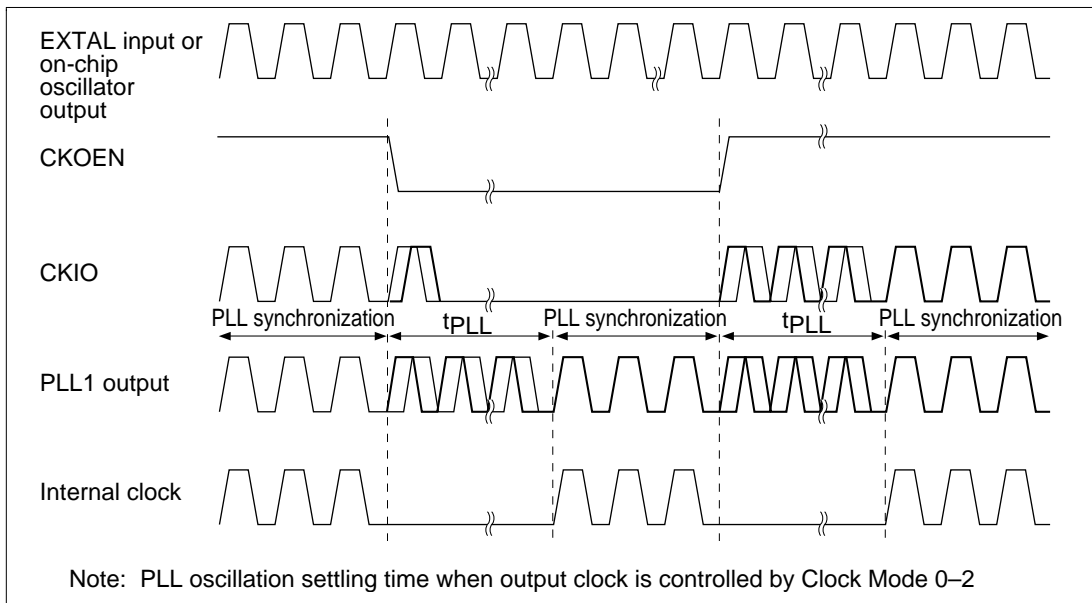 EXTAL input or
on-chip
oscillator
output
CKOEN
CKIO
PLL synchronization
tPLL
PLL synchronization
tPLL
PLL synchronization
PLL1 output
Internal clock
Note: PLL oscillation settling time when output clock is controlled by Clock Mode 0–2